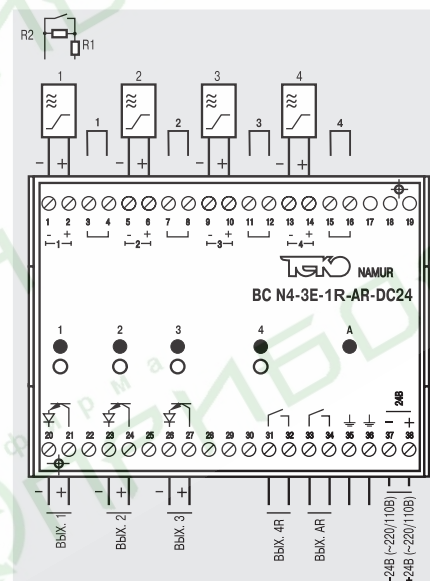 R2
R1
1 2 3 4
1 2 3 4
- + - + - + - +
1 2 3 4 5 6 7 8 9 10 11 12 13 14 15 16 17 18 19
- + - + - + - +
1 2 3 4
ТЕКО NAMUR
BC N4-3E-1R-AR-DC24
1 2 3 4 A
24В
- +
20 21 22 23 24 25 26 27 28 29 30 31 32 33 34 35 36 37 38
- + - + - +
ВЫХ. 1
ВЫХ. 2
ВЫХ. 3
ВЫХ. 4R
ВЫХ. AR
-24В (~220/110В)
+24В (~220/110В)
фирма